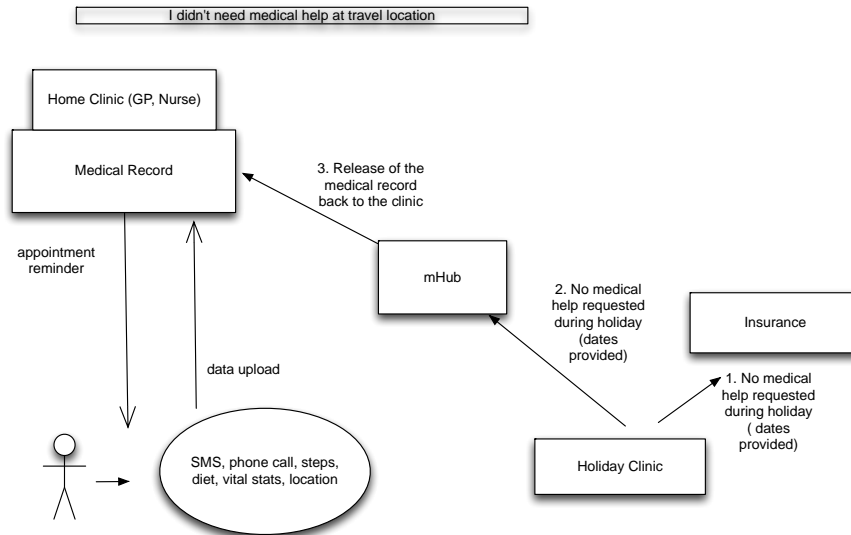 I didn't need medical help at travel location
Home Clinic (GP, Nurse)
Medical Record
3. Release of the
medical record
back to the clinic
appointment
reminder
mHub
2. No medical
help requested
during holiday
(dates
provided)
Insurance
1. No medical
help requested
during holiday
( dates
provided)
data upload
SMS, phone call, steps,
diet, vital stats, location
Holiday Clinic